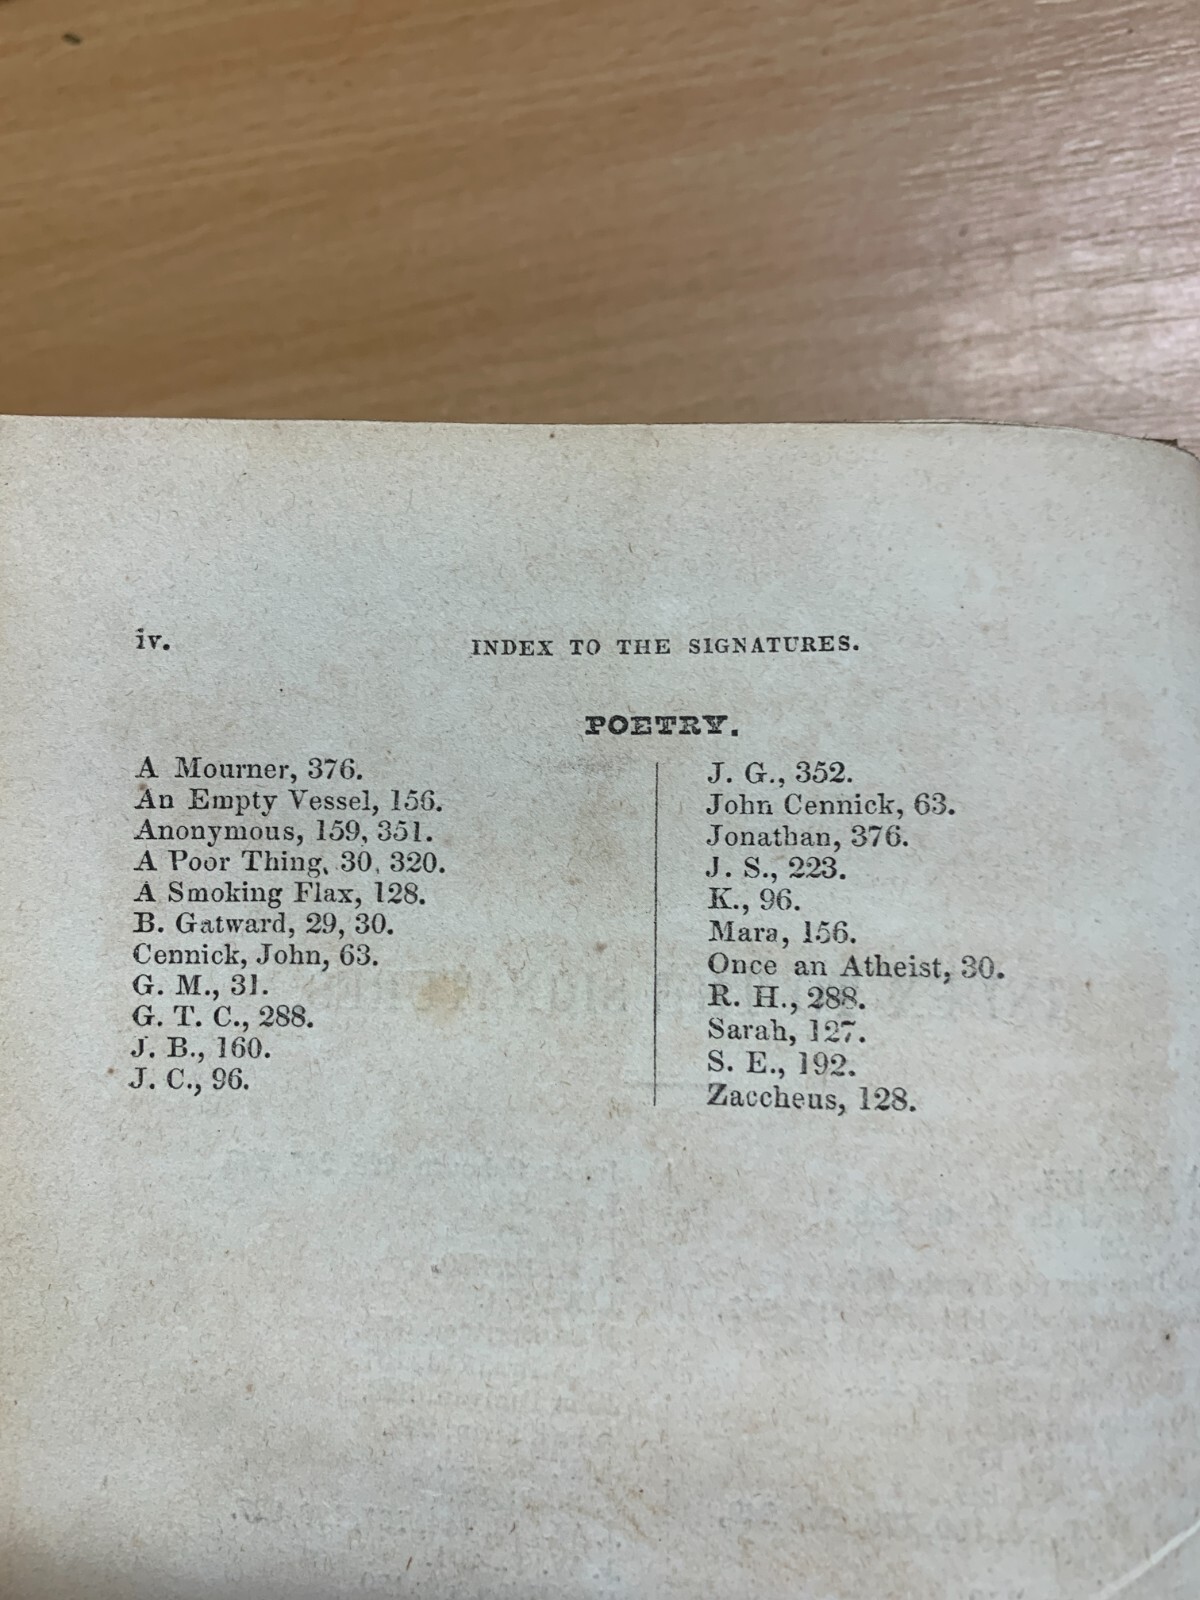 iv.
INDEX TO THE SIGNATURES.
POETRY.
A Mourner, 376.
An Empty Vessel, 156.
Anonymous, 159, 351.
A Poor Thing, 30, 320.
A Smoking Flax, 128.
B. Gatward, 29, 30.
Cennick, John, 63.
G. M., 31.
G. T. C., 288.
J. B., 160.
J. C., 96.
J. G., 352.
John Cennick, 63.
Jonathan, 376.
J. S., 223.
K., 96.
Mara, 156.
Once an Atheist, 30.
R. H., 288.
Sarah, 127.
S. E., 192.
Zaccheus, 128.